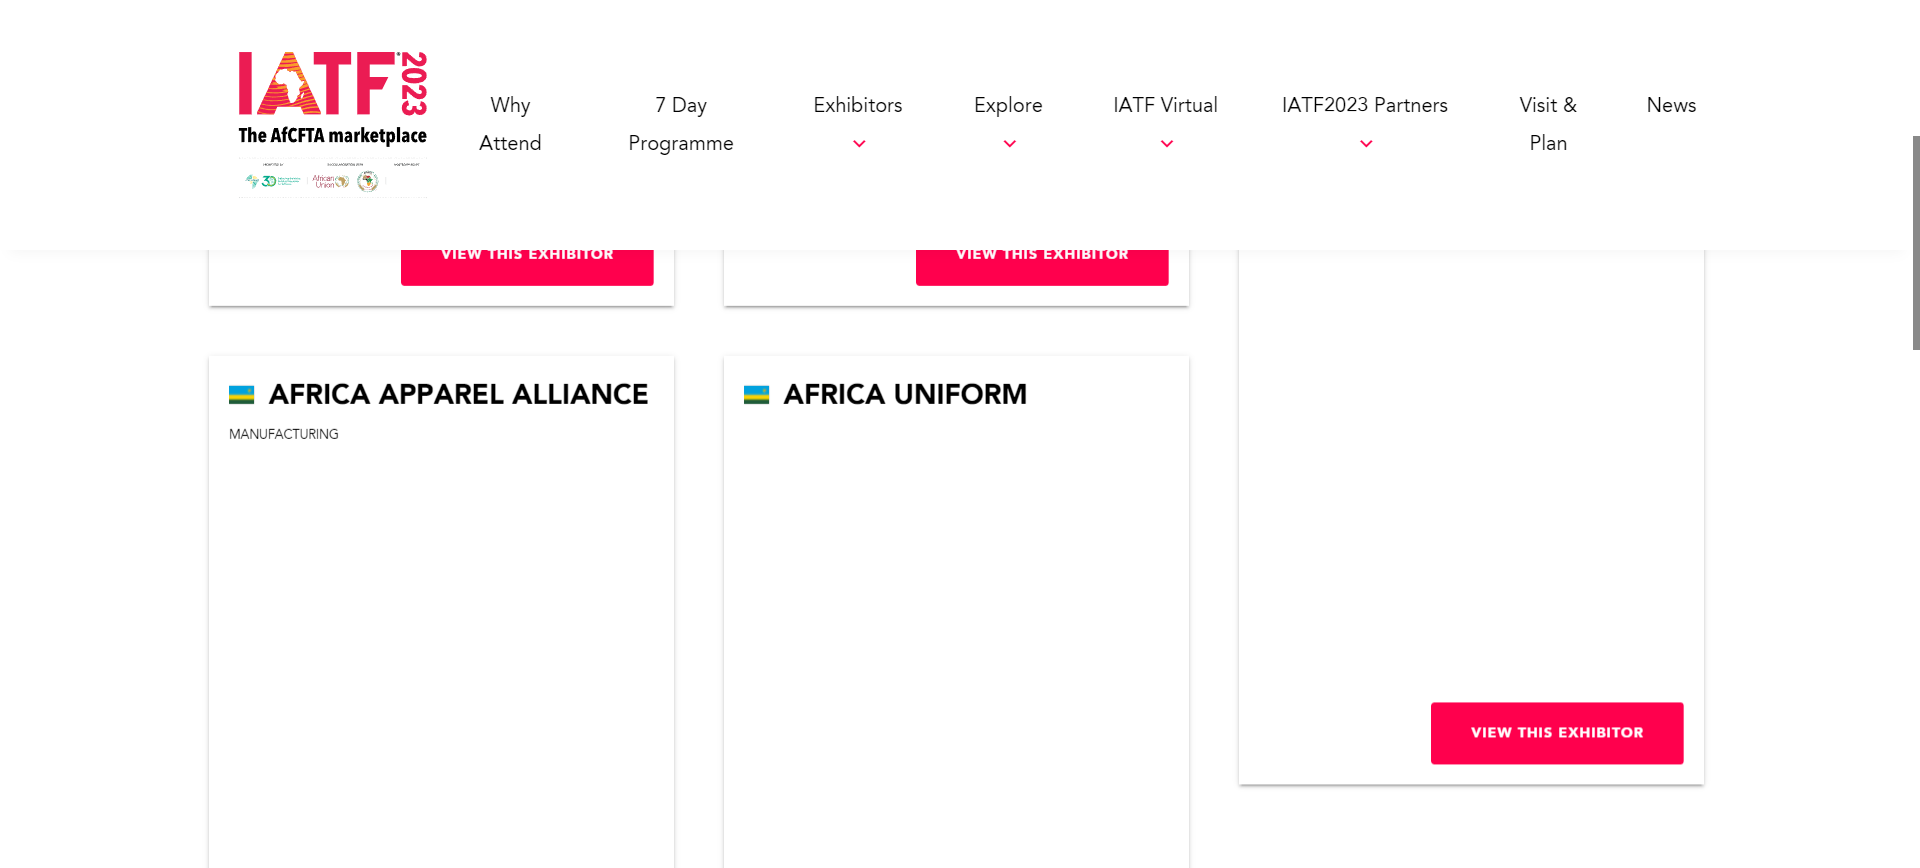 IATF 2023
The AfCFTA marketplace
African
Union
Why
Attend
7 Day
Programme
Exhibitors
Explore
IATF Virtual
IATF2023 Partners
Visit &
Plan
News
VIEW THIS EXHIBITOR
VIEW THIS EXHIBITOR
AFRICA APPAREL ALLIANCE
MANUFACTURING
AFRICA UNIFORM
VIEW THIS EXHIBITOR